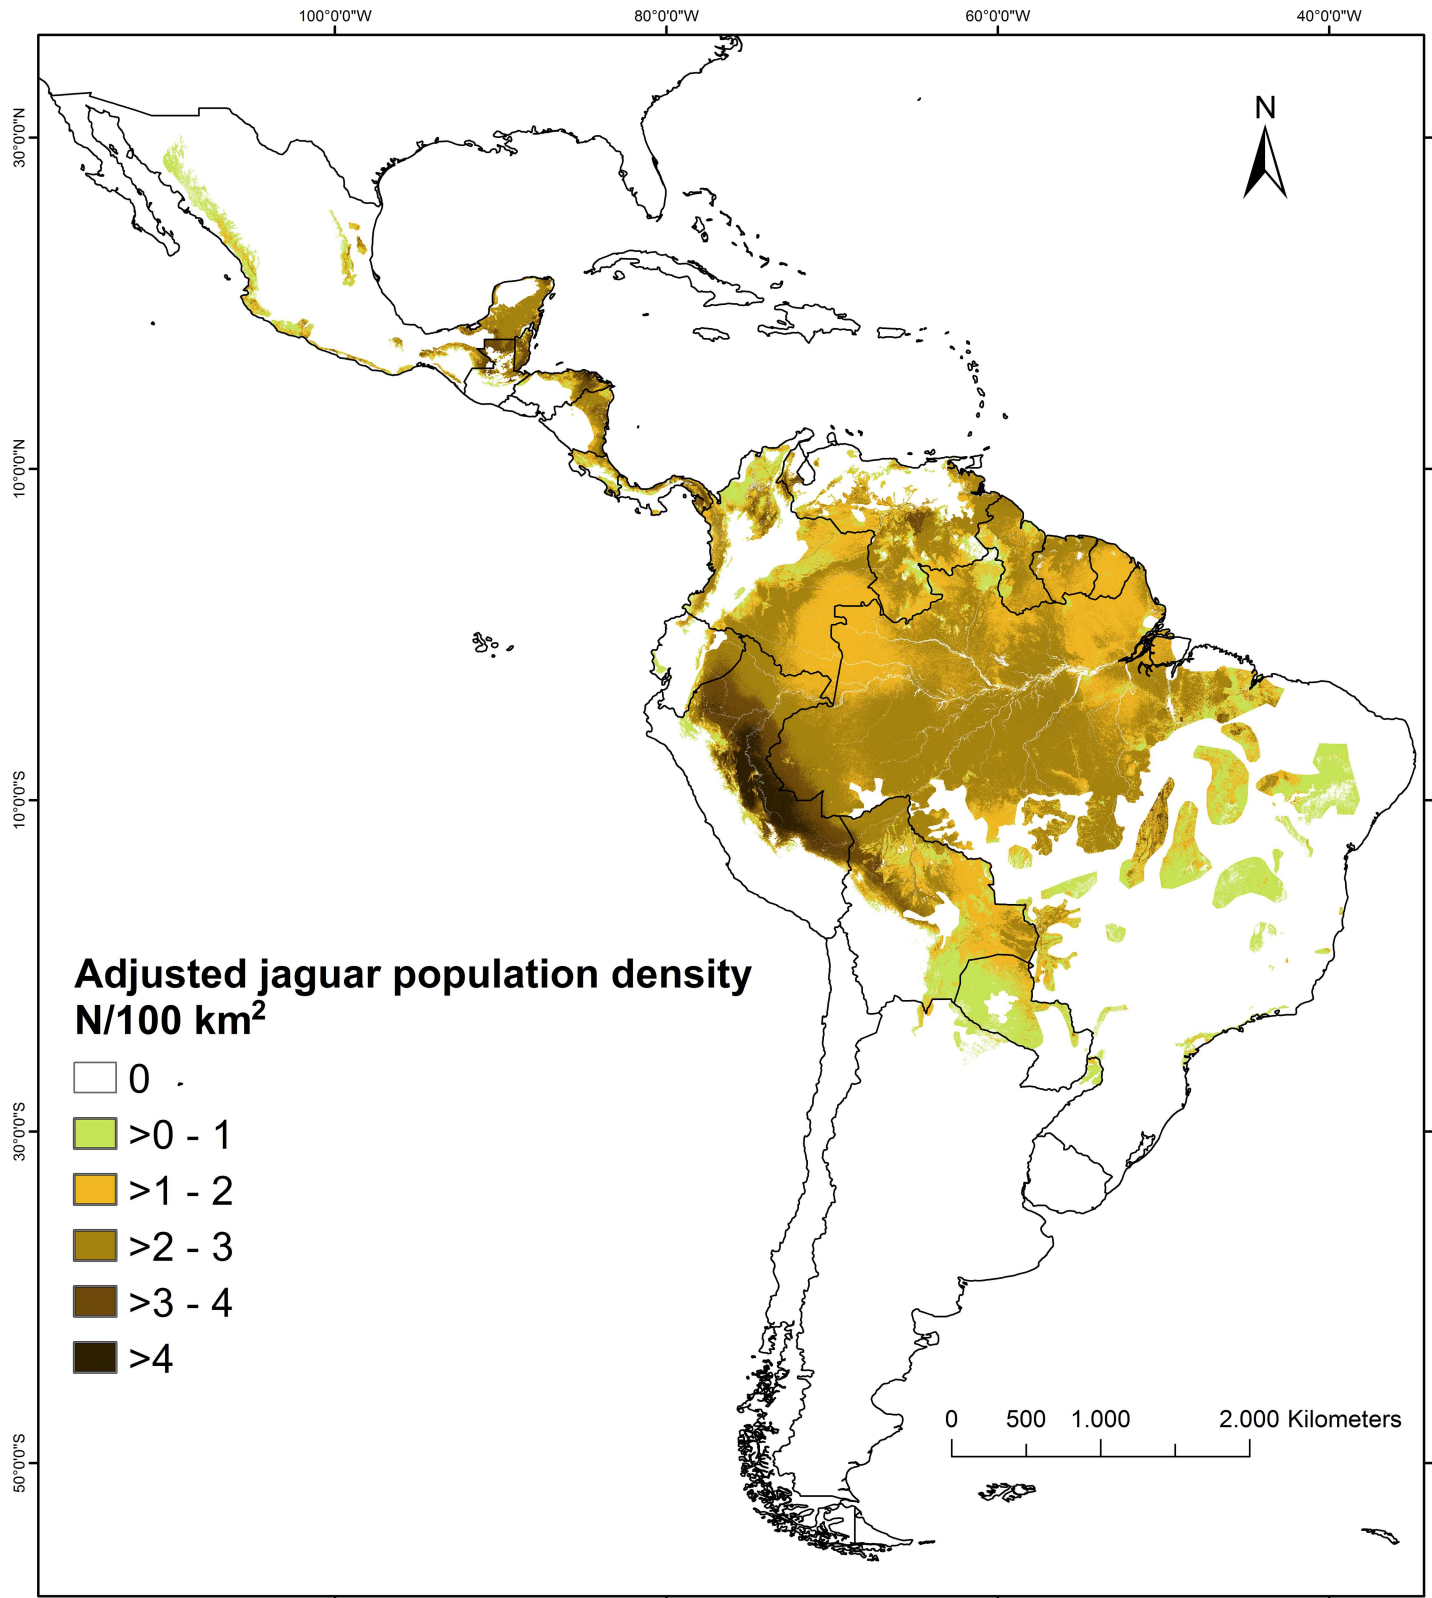 100°0'0"W 80°0'0"W 60°0'0"W 40°0'0"W
N
30°0'0"N
10°0'0"N
10°0'0"S
30°0'0"S
50°0'0"S
Adjusted jaguar population density
N/100 km²
0
>0 - 1
>1 - 2
>2 - 3
>3 - 4
>4
0 500 1.000 2.000 Kilometers